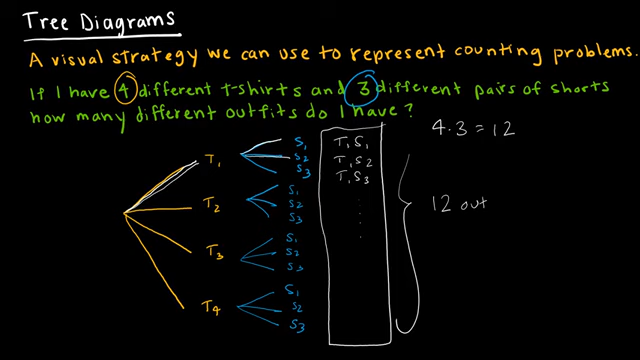 Tree Diagrams
A visual strategy we can use to represent counting problems.
If I have 4 different t-shirts and 3 different pairs of shorts
how many different outfits do I have?
4·3=12
T₁
S₁
S₂
S₃
T₁S₁
T₁S₂
T₁S₃
T₂
S₁
S₂
S₃
T₃
S₁
S₂
S₃
T₄
S₁
S₂
S₃
12 out